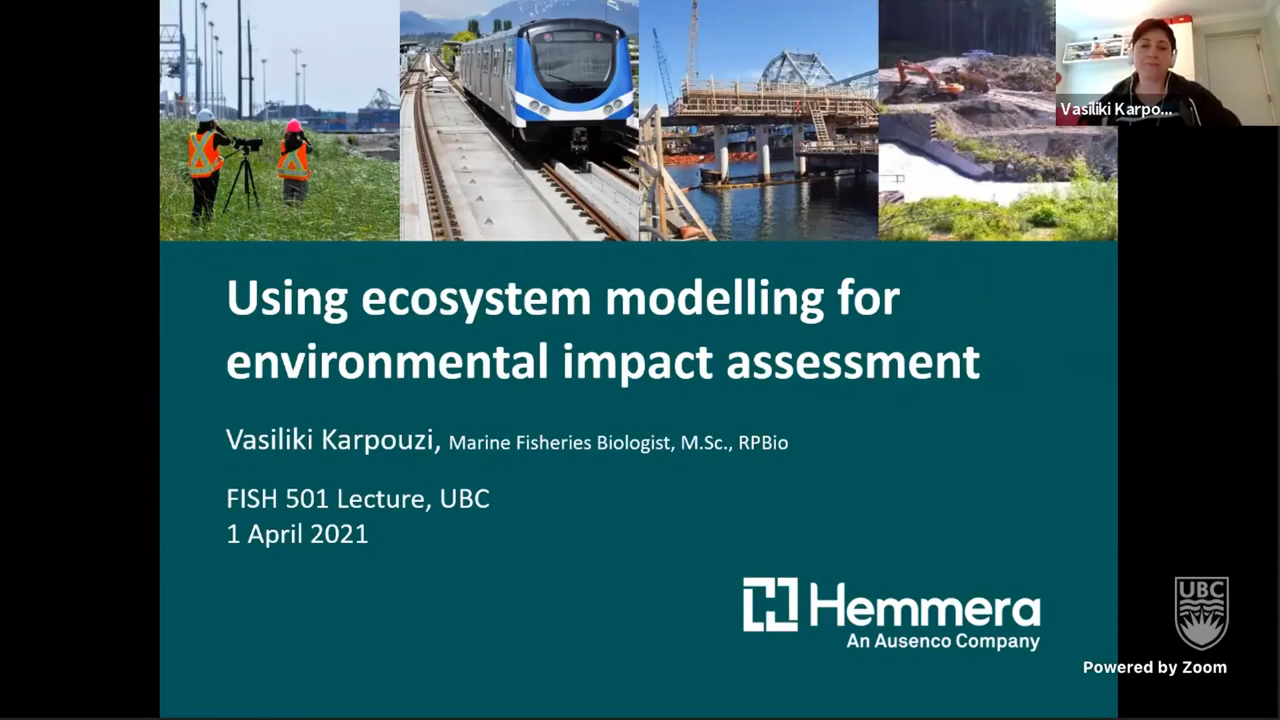 Vasiliki Karpo...
Using ecosystem modelling for
environmental impact assessment
Vasiliki Karpouzi, Marine Fisheries Biologist, M.Sc., RPBio
FISH 501 Lecture, UBC
1 April 2021
Hemmera
An Ausenco Company
UBC
Powered by Zoom